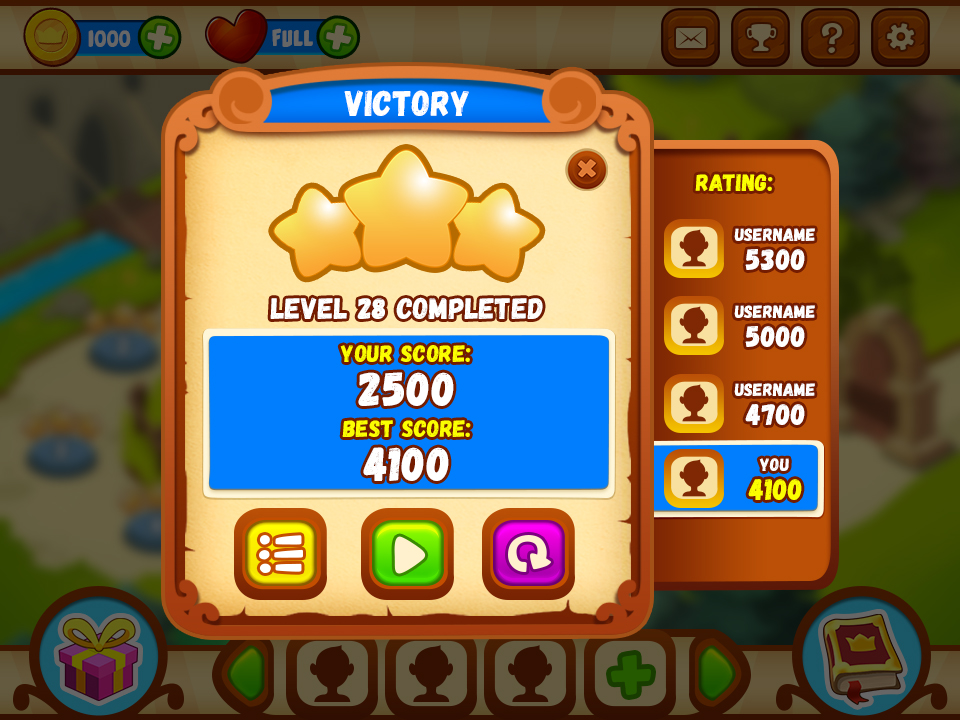 1000
FULL
?
VICTORY
LEVEL 28 COMPLETED
YOUR SCORE:
2500
BEST SCORE:
4100
RATING:
USERNAME
5300
USERNAME
5000
USERNAME
4700
YOU
4100